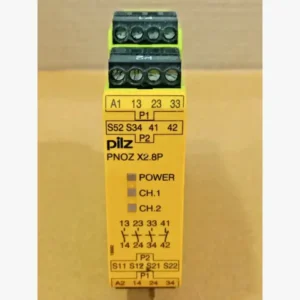 A1 13 23 33
P1
S52 S34 41 42
P2
pilz
PNOZ X2.8P
POWER
CH.1
CH.2
13 23 33 41
14 24 34 42
P2
S11 S12 S21 S22
P1
A2 14 24 34